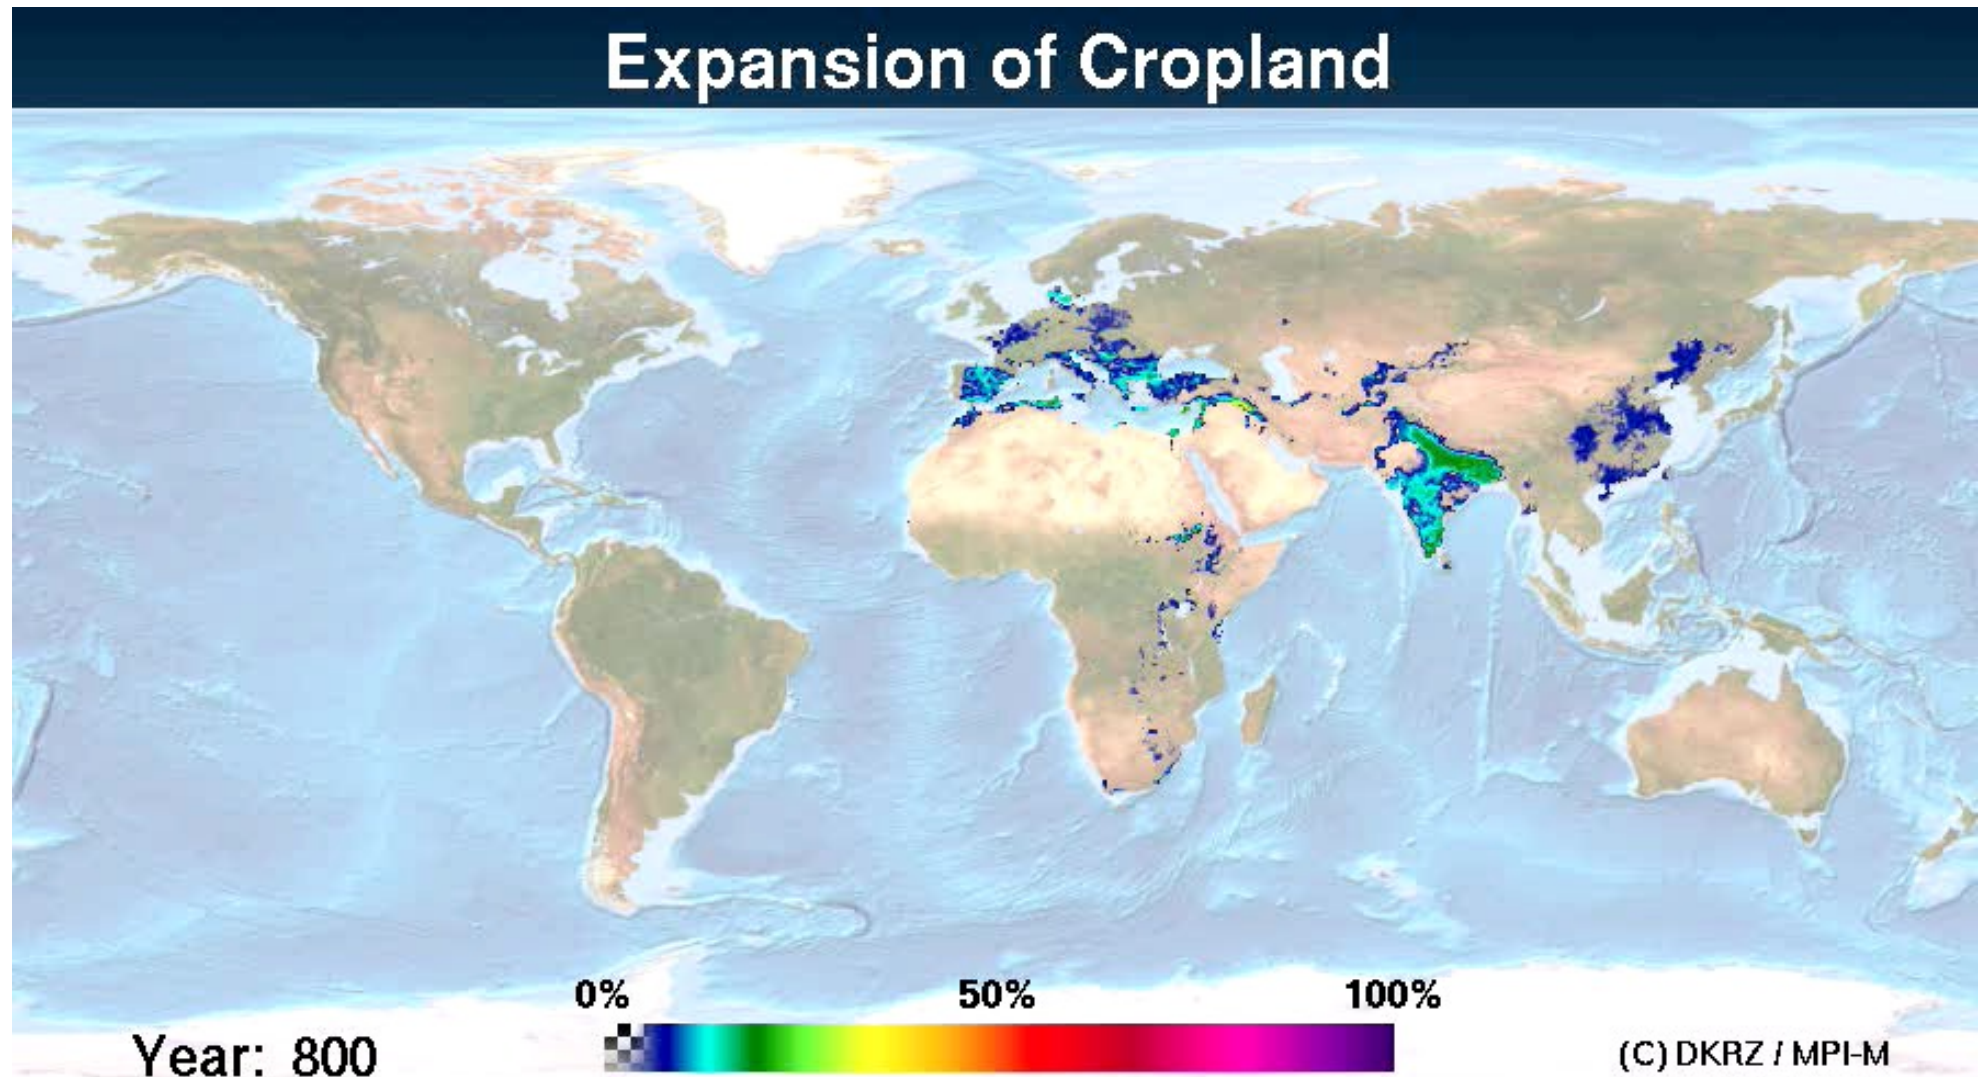 Expansion of Cropland
0% 50% 100%
Year: 800
(C) DKRZ / MPI-M